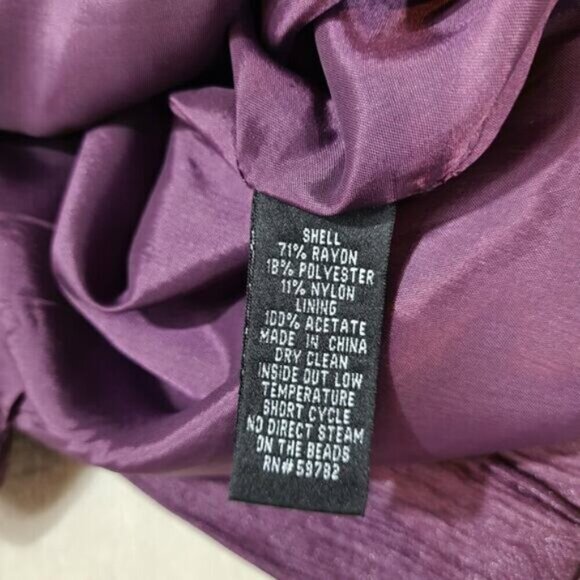 SHELL
71% RAYON
18% POLYESTER
11% NYLON
LINING
100% ACETATE
MADE IN CHINA
DRY CLEAN
INSIDE OUT LOW
TEMPERATURE
SHORT CYCLE
NO DIRECT STEAM
ON THE BEADS
RN#59782